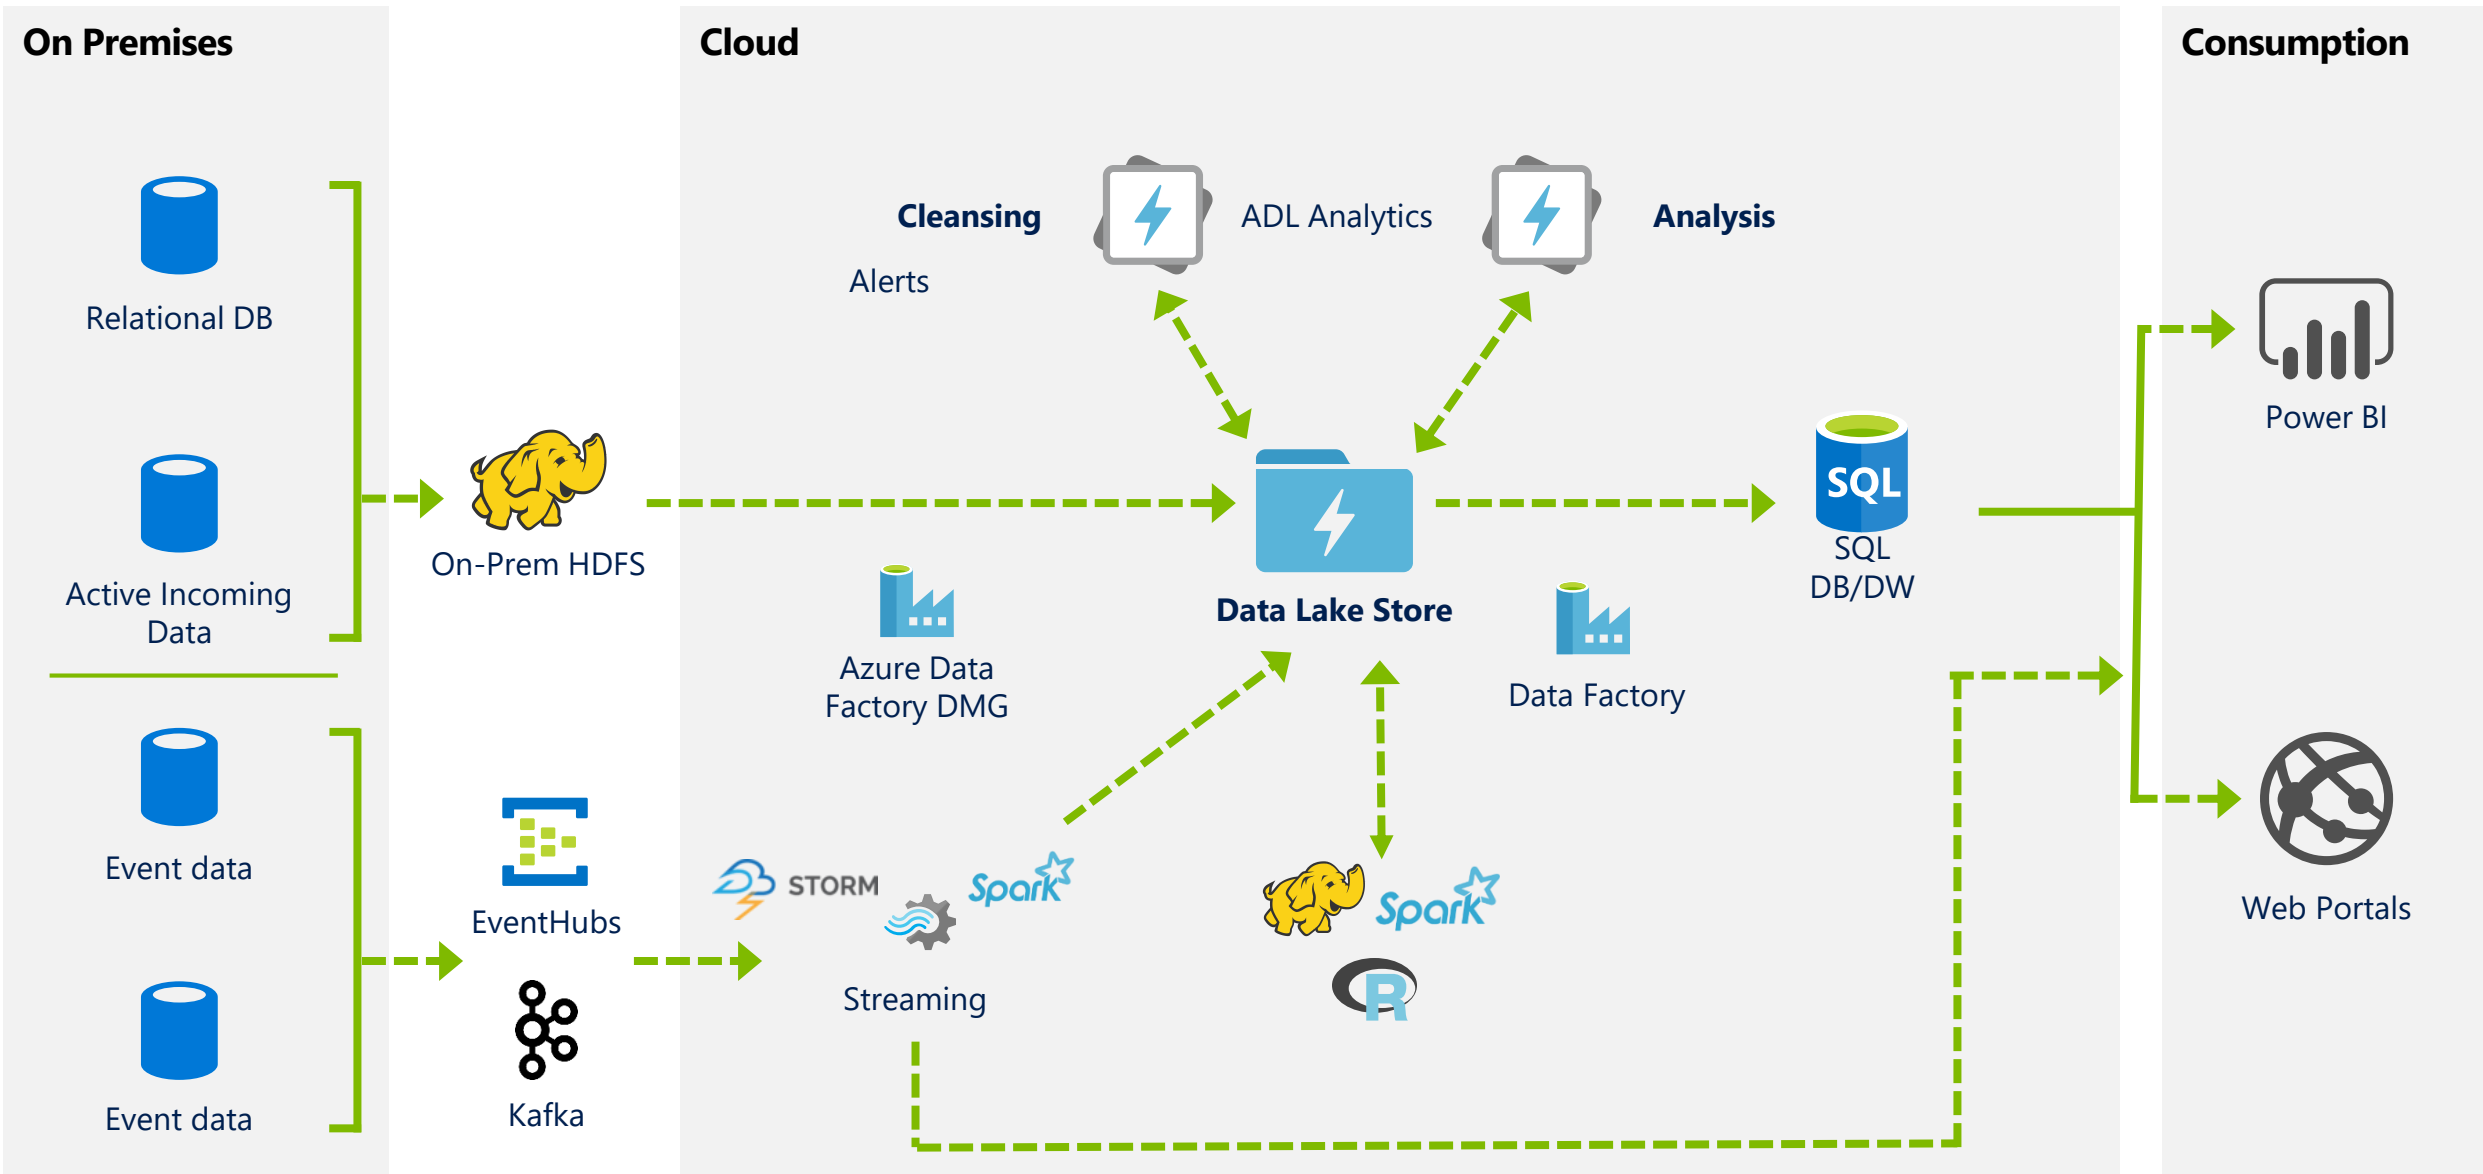 On Premises
Cloud
Consumption
Relational DB
Active Incoming
Data
Event data
Event data
On-Prem HDFS
EventHubs
Kafka
Cleansing
ADL Analytics
Analysis
Alerts
Data Lake Store
Azure Data
Factory DMG
Data Factory
SQL
SQL
DB/DW
STORM
Spark
Streaming
Spark
R
Power BI
Web Portals